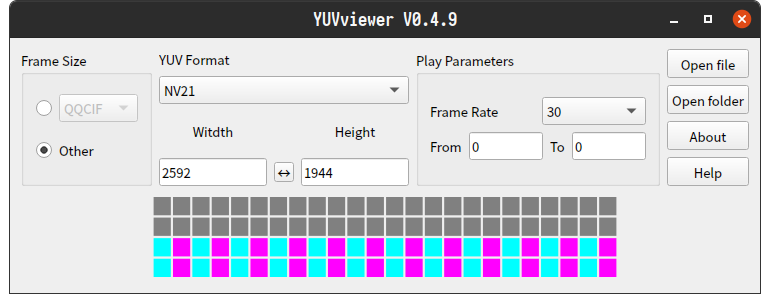 YUVviewer V0.4.9
Frame Size
YUV Format
Play Parameters
Open file
QQCIF
NV21
Frame Rate
30
Open folder
Other
Witdth
Height
From
0
To
0
About
2592
↔
1944
Help